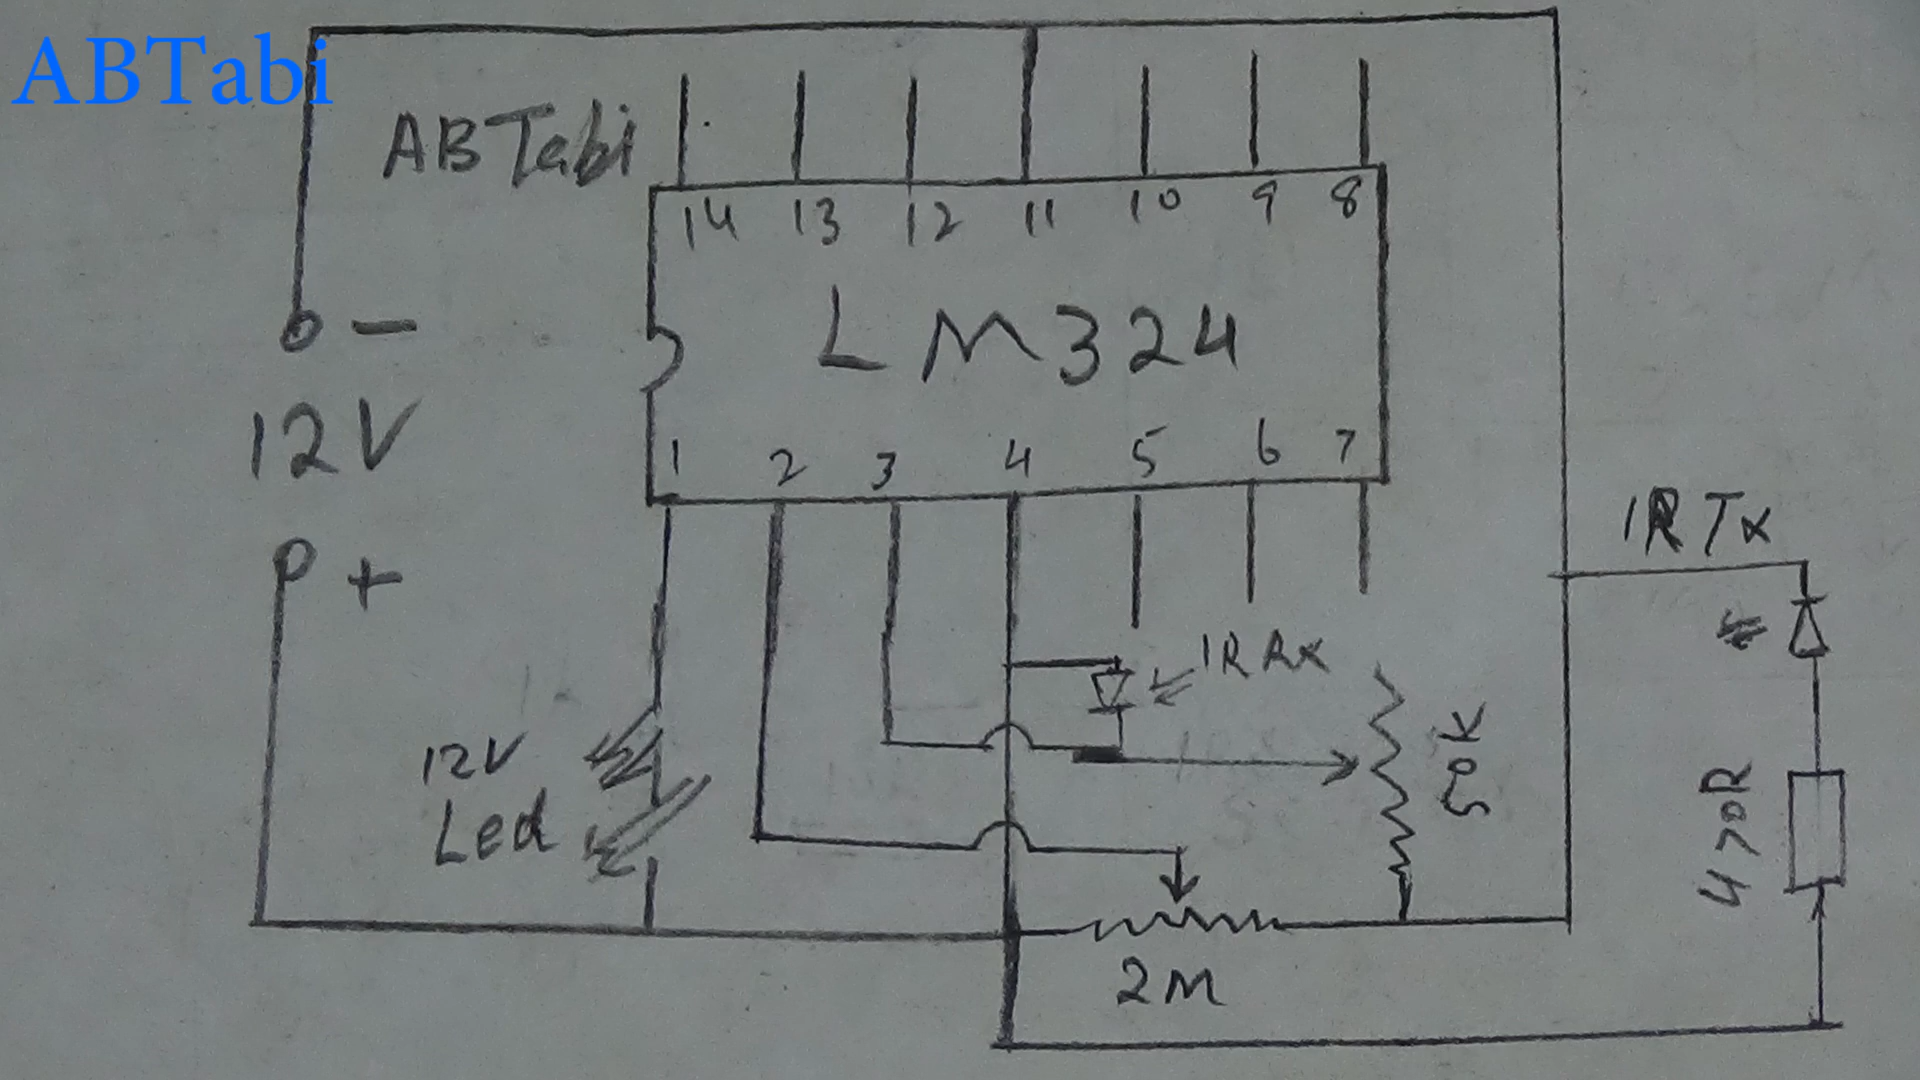 ABTabi
ABTabi
14 13 12 11 10 9 8
LM324
1 2 3 4 5 6 7
-
12V
+
12V
Led
IR Rx
50K
2M
IR Tx
470R